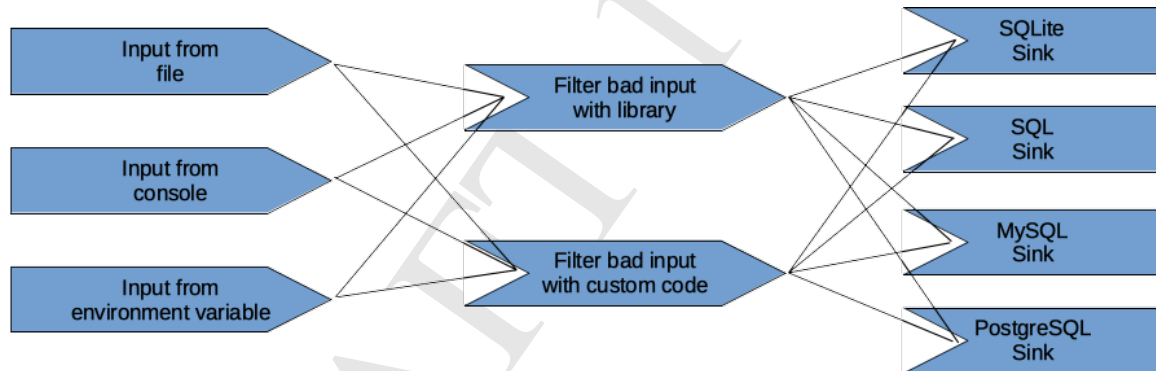 Input from
file
Input from
console
Input from
environment variable
Filter bad input
with library
Filter bad input
with custom code
SQLite
Sink
SQL
Sink
MySQL
Sink
PostgreSQL
Sink